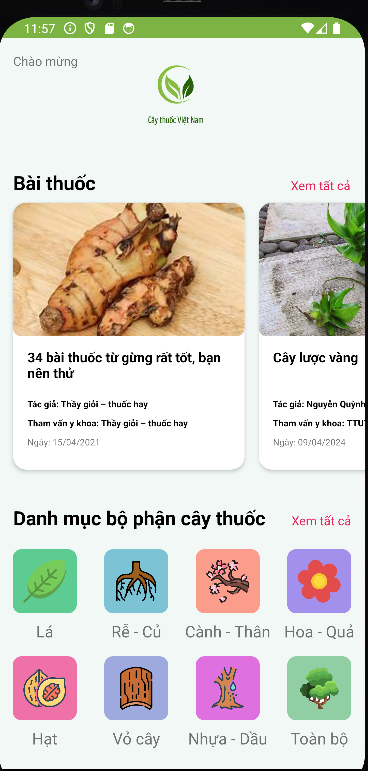 11:57
Chào mừng
Cây thuốc Việt Nam
Bài thuốc
Xem tất cả
34 bài thuốc từ gừng rất tốt, bạn
nên thử
Tác giả: Thầy giỏi – thuốc hay
Tham vấn y khoa: Thầy giỏi – thuốc hay
Ngày: 15/04/2021
Cây lược vàng
Tác giả: Nguyễn Quỳnh
Tham vấn y khoa: TTƯT
Ngày: 09/04/2024
Danh mục bộ phận cây thuốc
Xem tất cả
Lá
Rễ - Củ
Cành - Thân
Hoa - Quả
Hạt
Vỏ cây
Nhựa - Dầu
Toàn bộ